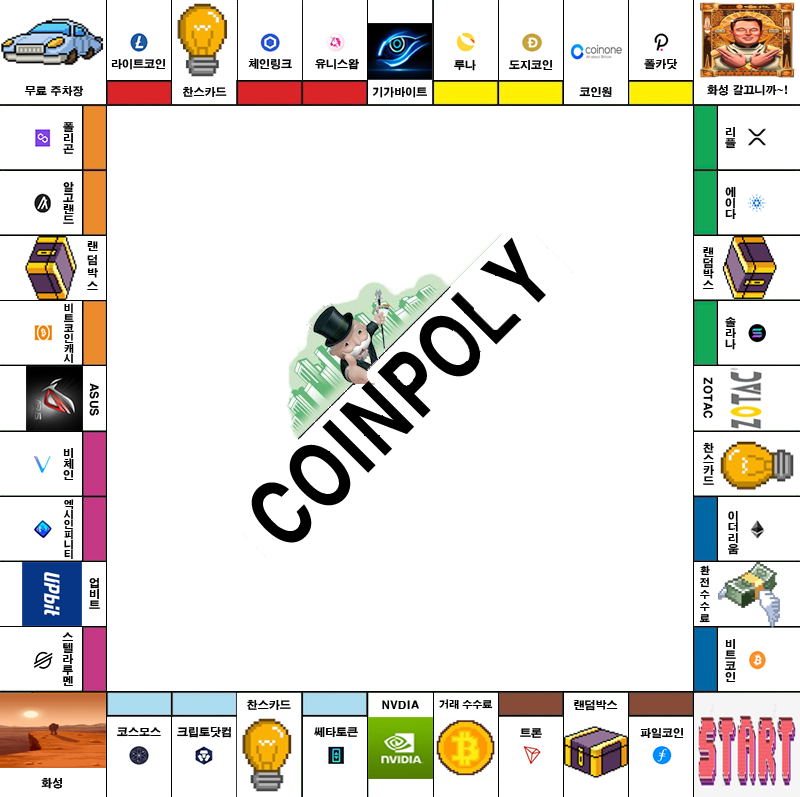 라이트코인
체인링크
유니스왑
루나
도지코인
coinone
폴카닷
무료 주차장
찬스카드
기가바이트
코인원
화성 갈끄니까~!
폴리곤
알고랜드
랜덤박스
비트코인캐시
ASUS
비체인
엑시인피니티
업비트
UPbit
스텔라루멘
리플
에이다
랜덤박스
솔라나
ZOTAC
ZOTAC
찬스카드
이더리움
환전수수료
비트코인
COINPOLY
화성
코스모스
크립토닷컴
찬스카드
쎄타토큰
NVDIA
NVIDIA
거래 수수료
트론
랜덤박스
파일코인
START